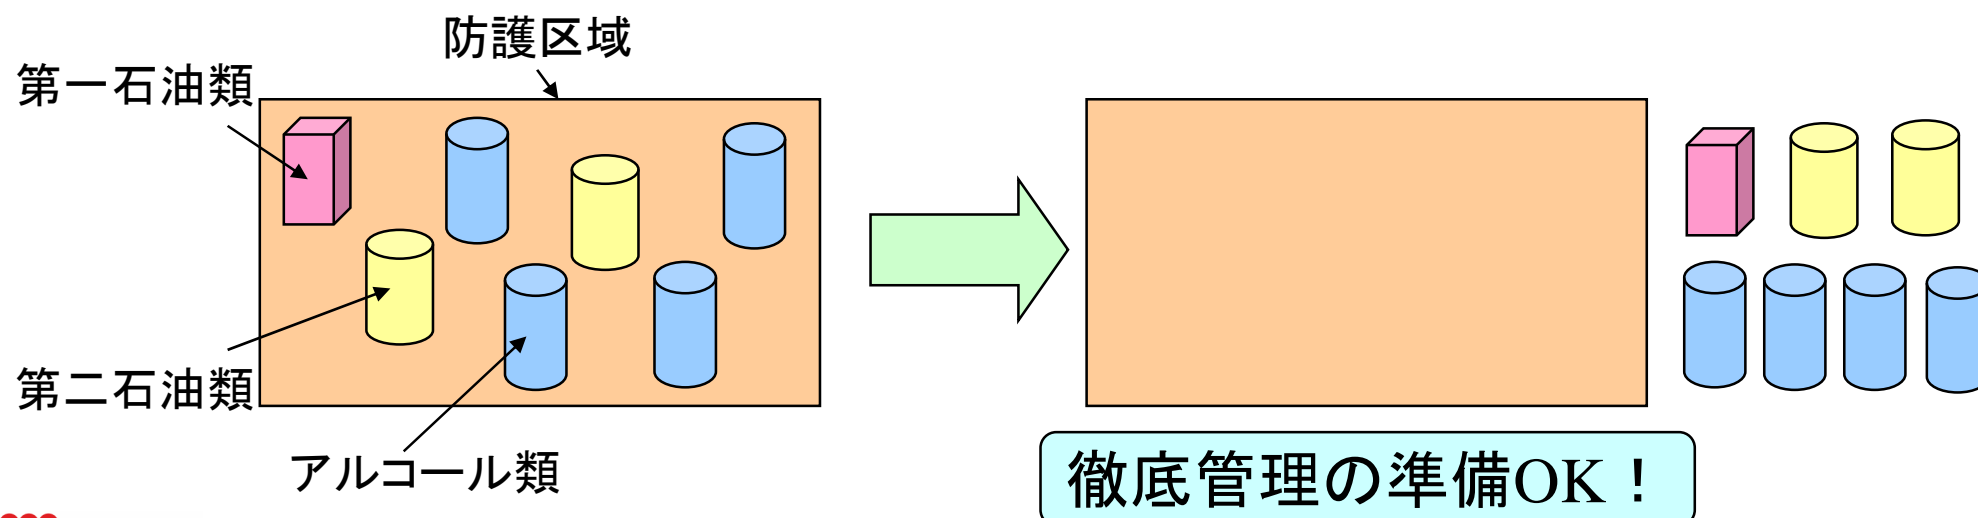 防護区域
第一石油類
第二石油類
アルコール類
徹底管理の準備OK！